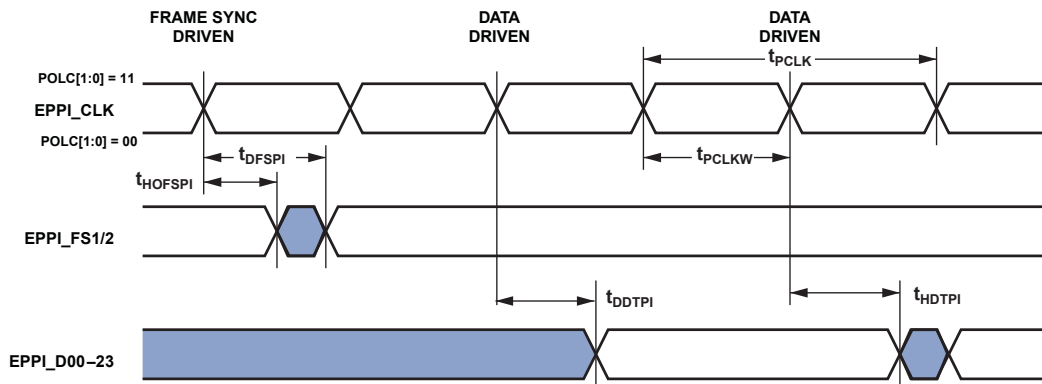 FRAME SYNC
DRIVEN
DATA
DRIVEN
DATA
DRIVEN
tPCLK
POLC[1:0] = 11
EPPI_CLK
POLC[1:0] = 00
tDFSPI
tPCLKW
tHOFSPI
EPPI_FS1/2
tDDTPI
tHDTPI
EPPI_D00–23